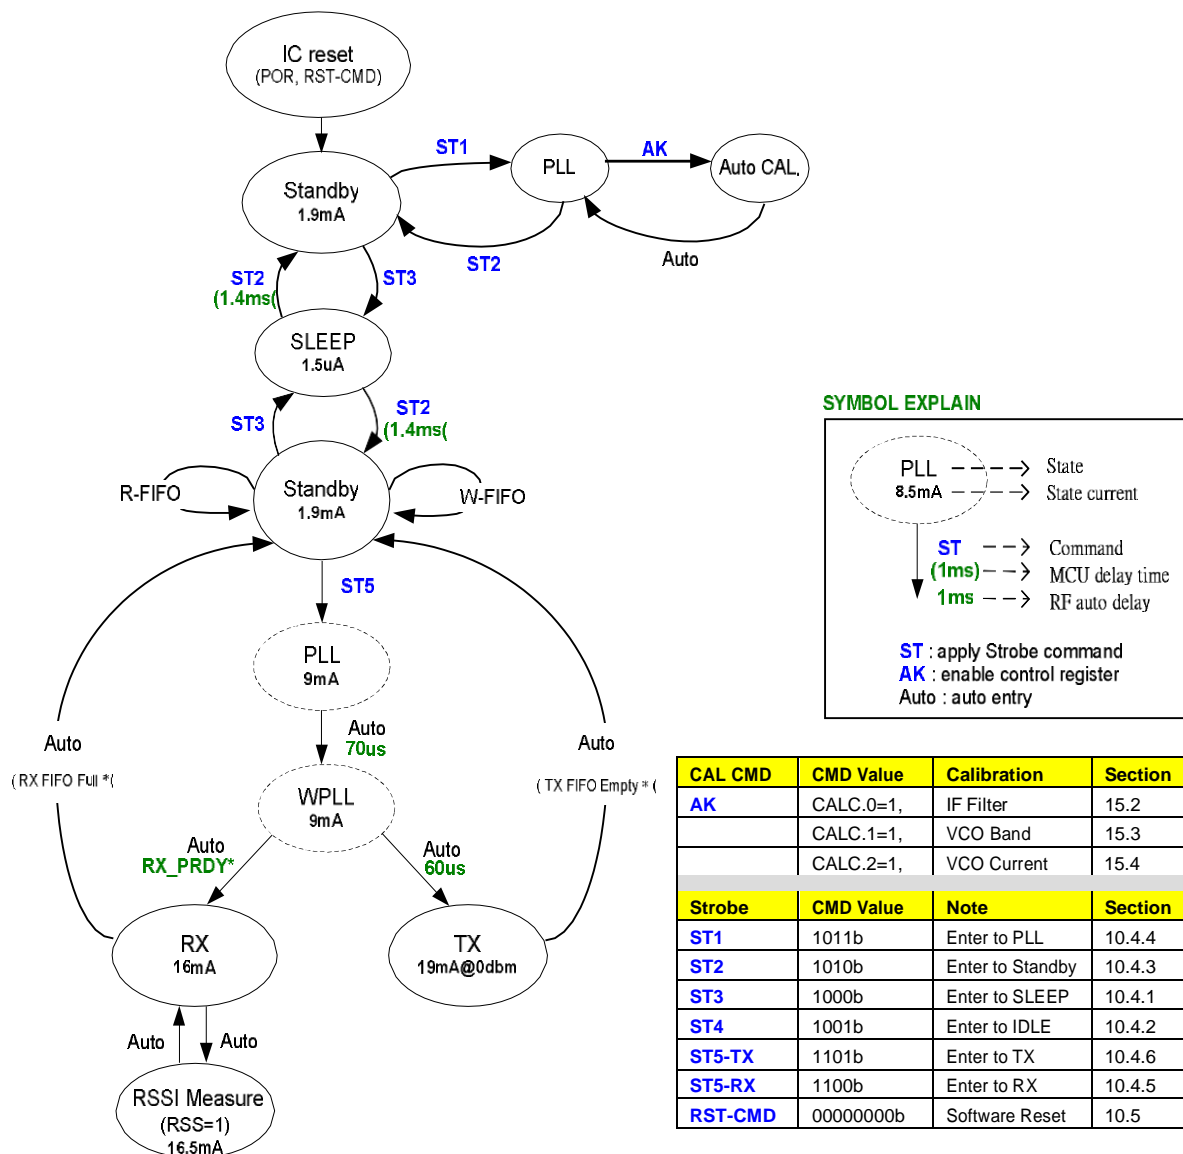 IC reset
(POR, RST-CMD)
ST1
AK
PLL
Auto CAL.
Standby
1.9mA
ST2
Auto
ST2
(1.4ms(
ST3
SLEEP
1.5uA
ST3
ST2
(1.4ms(
R-FIFO
Standby
1.9mA
W-FIFO
ST5
PLL
9mA
Auto
70us
Auto
( RX FIFO Full *(
Auto
( TX FIFO Empty * (
WPLL
9mA
Auto
RX_PRDY*
Auto
60us
RX
16mA
TX
19mA@0dbm
Auto
Auto
RSSI Measure
(RSS=1)
16.5mA
SYMBOL EXPLAIN
PLL State
8.5mA State current
ST Command
(1ms) MCU delay time
1ms RF auto delay
ST : apply Strobe command
AK : enable control register
Auto : auto entry
CAL CMD CMD Value Calibration Section
AK CALC.0=1, IF Filter 15.2
CALC.1=1, VCO Band 15.3
CALC.2=1, VCO Current 15.4
Strobe CMD Value Note Section
ST1 1011b Enter to PLL 10.4.4
ST2 1010b Enter to Standby 10.4.3
ST3 1000b Enter to SLEEP 10.4.1
ST4 1001b Enter to IDLE 10.4.2
ST5-TX 1101b Enter to TX 10.4.6
ST5-RX 1100b Enter to RX 10.4.5
RST-CMD 00000000b Software Reset 10.5